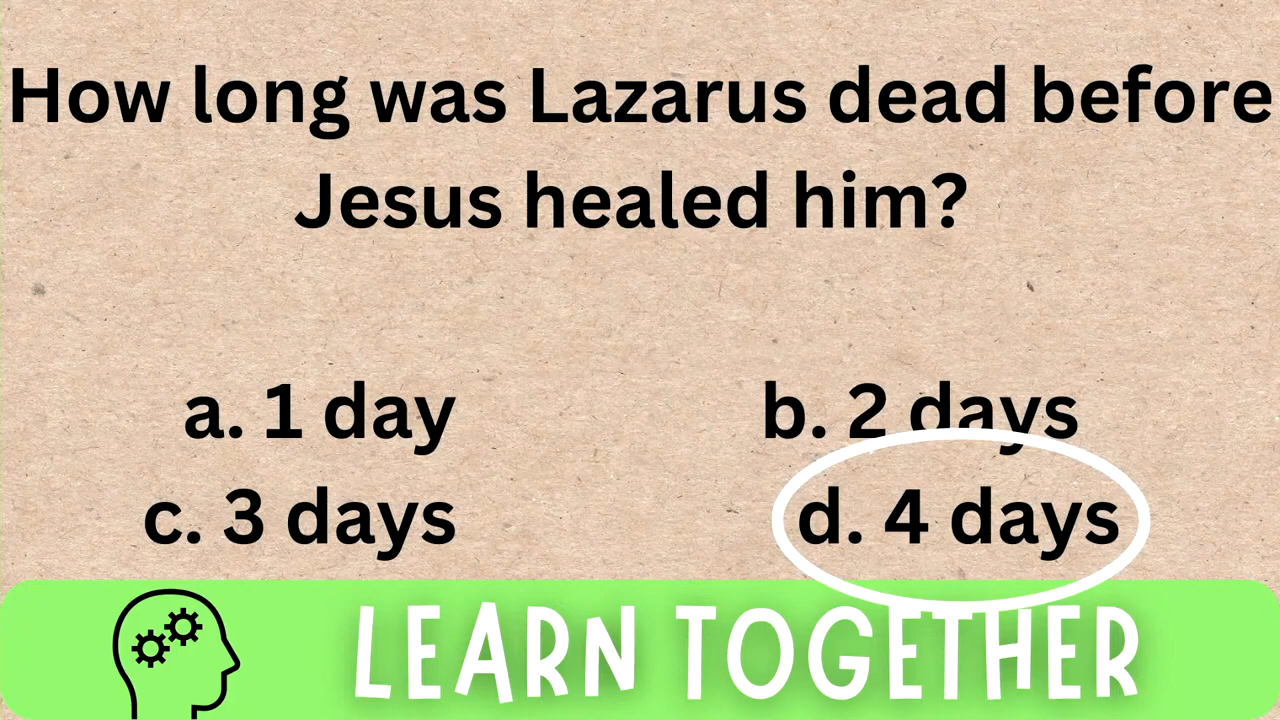 How long was Lazarus dead before
Jesus healed him?
a. 1 day
b. 2 days
c. 3 days
d. 4 days
LEARN TOGETHER